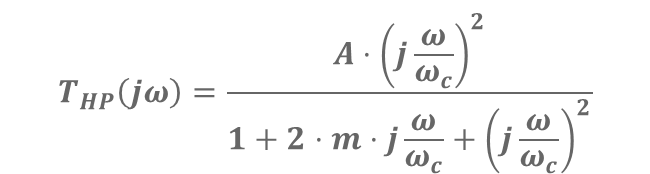 T_HP(jω) = A · (j ω/ω_c)^2 / (1 + 2 · m · j ω/ω_c + (j ω/ω_c)^2)